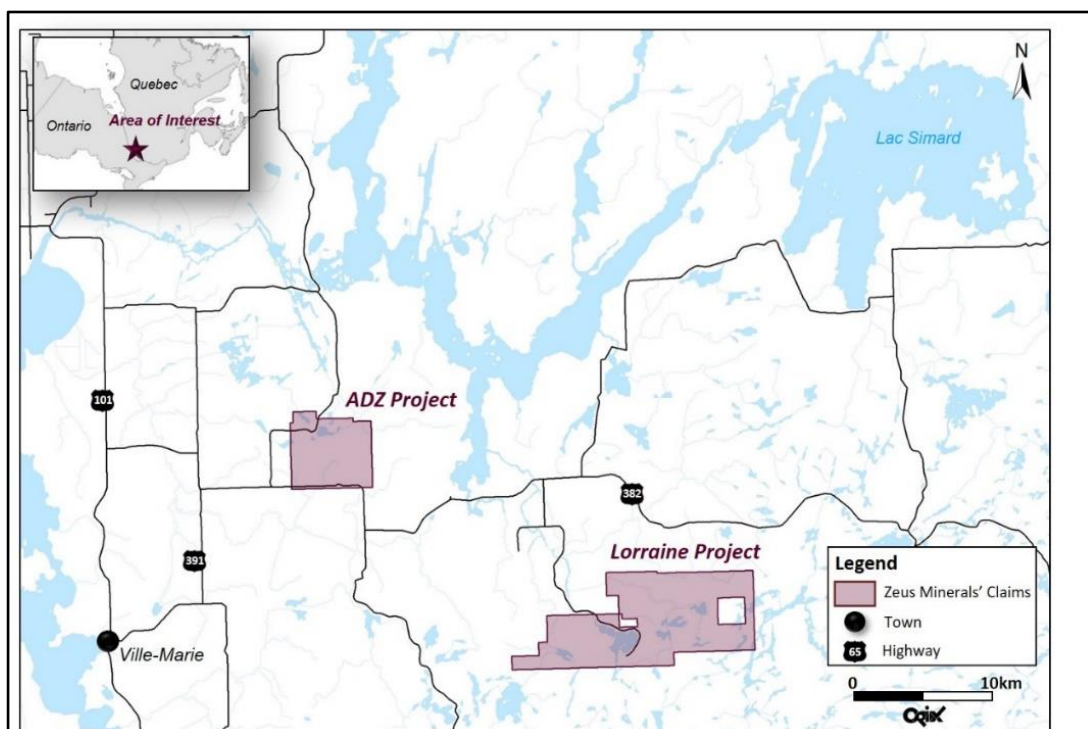 Quebec
Area of Interest
Ontario
N
Lac Simard
ADZ Project
101
382
391
Lorraine Project
Ville-Marie
Legend
Zeus Minerals' Claims
Town
65 Highway
0 10km